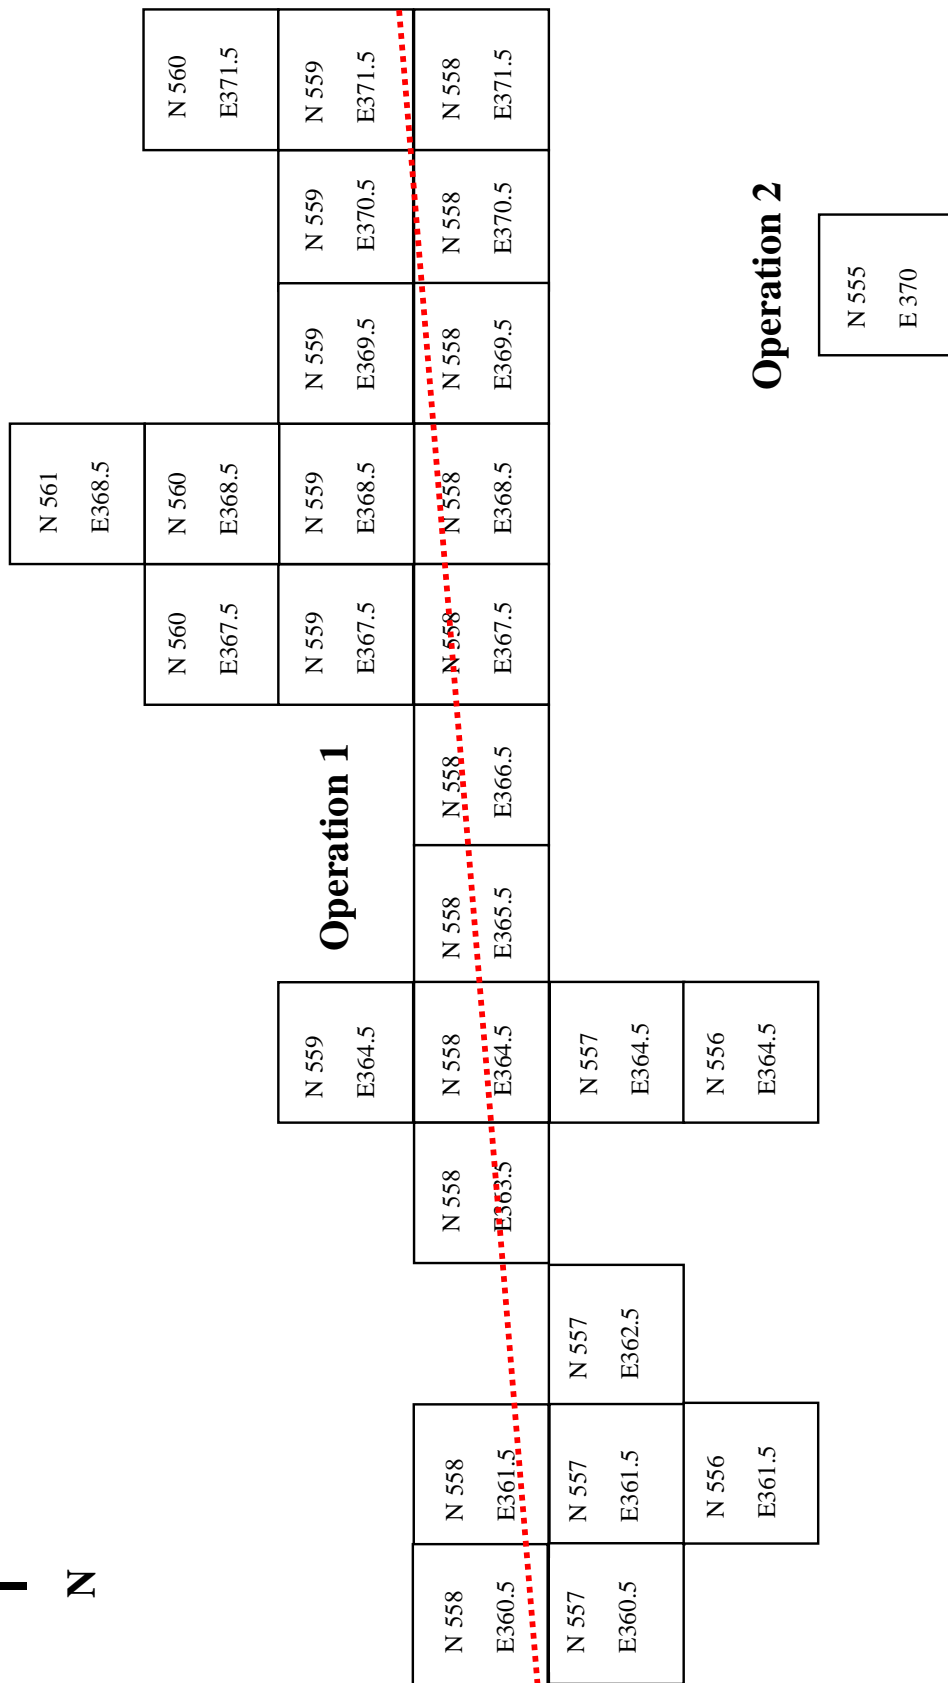 N
N 561
E368.5
N 560
E367.5
N 560
E368.5
N 560
E371.5
N 559
E364.5
Operation 1
N 559
E367.5
N 559
E368.5
N 559
E369.5
N 559
E370.5
N 559
E371.5
N 558
E360.5
N 558
E361.5
N 558
E363.5
N 558
E364.5
N 558
E365.5
N 558
E366.5
N 558
E367.5
N 558
E368.5
N 558
E369.5
N 558
E370.5
N 558
E371.5
N 557
E360.5
N 557
E361.5
N 557
E362.5
N 557
E364.5
N 556
E361.5
N 556
E364.5
Operation 2
N 555
E 370